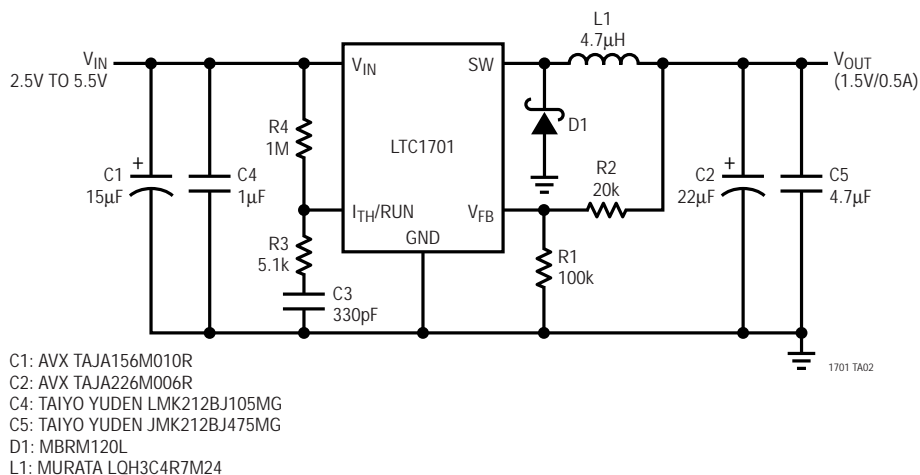 L1
4.7μH
VIN
2.5V TO 5.5V
VIN
SW
VOUT
(1.5V/0.5A)
R4
1M
D1
LTC1701
C1
+
15μF
C4
1μF
R2
20k
C2
+
22μF
C5
4.7μF
ITH/RUN
VFB
R3
5.1k
GND
R1
100k
C3
330pF
1701 TA02
C1: AVX TAJA156M010R
C2: AVX TAJA226M006R
C4: TAIYO YUDEN LMK212BJ105MG
C5: TAIYO YUDEN JMK212BJ475MG
D1: MBRM120L
L1: MURATA LQH3C4R7M24